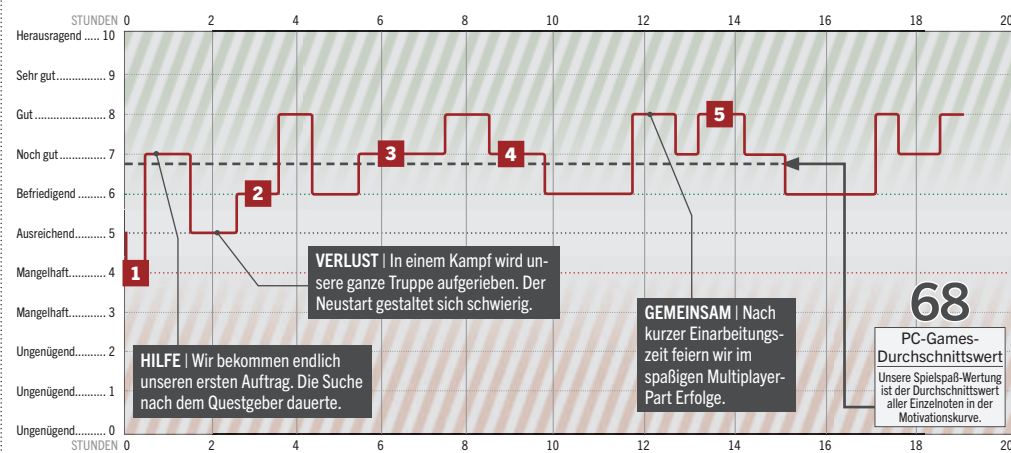 STUNDEN 0 2 4 6 8 10 12 14 16 18 20
Herausragend ..... 10
Sehr gut............... 9
Gut........................ 8
Noch gut............... 7
Befriedigend ......... 6
Ausreichend ......... 5
Mangelhaft........... 4
Mangelhaft........... 3
Ungenügend......... 2
Ungenügend......... 1
Ungenügend......... 0
STUNDEN 0 2 4 6 8 10 12 14 16 18 20
1
2
3
4
5
HILFE | Wir bekommen endlich
unseren ersten Auftrag. Die Suche
nach dem Questgeber dauerte.
VERLUST | In einem Kampf wird un-
sere ganze Truppe aufgerieben. Der
Neustart gestaltet sich schwierig.
GEMEINSAM | Nach
kurzer Einarbeitungs-
zeit feiern wir im
spaßigen Multiplayer-
Part Erfolge.
68
PC-Games-
Durchschnittswert
Unsere Spielspaß-Wertung
ist der Durchschnittswert
aller Einzelnoten in der
Motivationskurve.